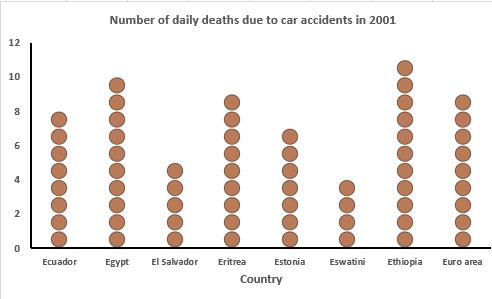 Number of daily deaths due to car accidents in 2001
12
10
8
6
4
2
0
Ecuador Egypt El Salvador Eritrea Estonia Eswatini Ethiopia Euro area
Country